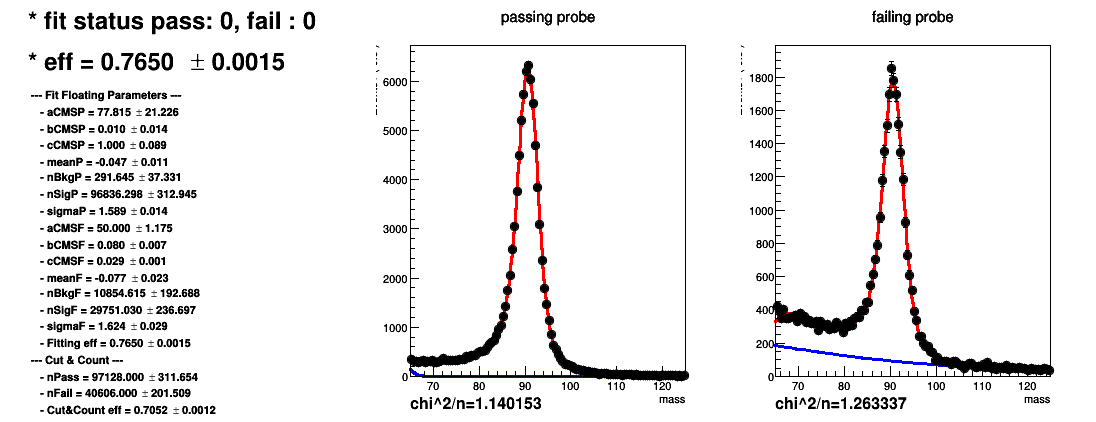 * fit status pass: 0, fail : 0
* eff = 0.7650 ± 0.0015
--- Fit Floating Parameters ---
- aCMSP = 77.815 ± 21.226
- bCMSP = 0.010 ± 0.014
- cCMSP = 1.000 ± 0.089
- meanP = -0.047 ± 0.011
- nBkgP = 291.645 ± 37.331
- nSigP = 96836.298 ± 312.945
- sigmaP = 1.589 ± 0.014
- aCMSF = 50.000 ± 1.175
- bCMSF = 0.080 ± 0.007
- cCMSF = 0.029 ± 0.001
- meanF = -0.077 ± 0.023
- nBkgF = 10854.615 ± 192.688
- nSigF = 29751.030 ± 236.697
- sigmaF = 1.624 ± 0.029
- Fitting eff = 0.7650 ± 0.0015
--- Cut & Count ---
- nPass = 97128.000 ± 311.654
- nFail = 40606.000 ± 201.509
- Cut&Count eff = 0.7052 ± 0.0012
passing probe
6000
5000
4000
3000
2000
1000
0
70 80 90 100 110 120
mass
chi^2/n=1.140153
failing probe
1800
1600
1400
1200
1000
800
600
400
200
0
70 80 90 100 110 120
mass
chi^2/n=1.263337